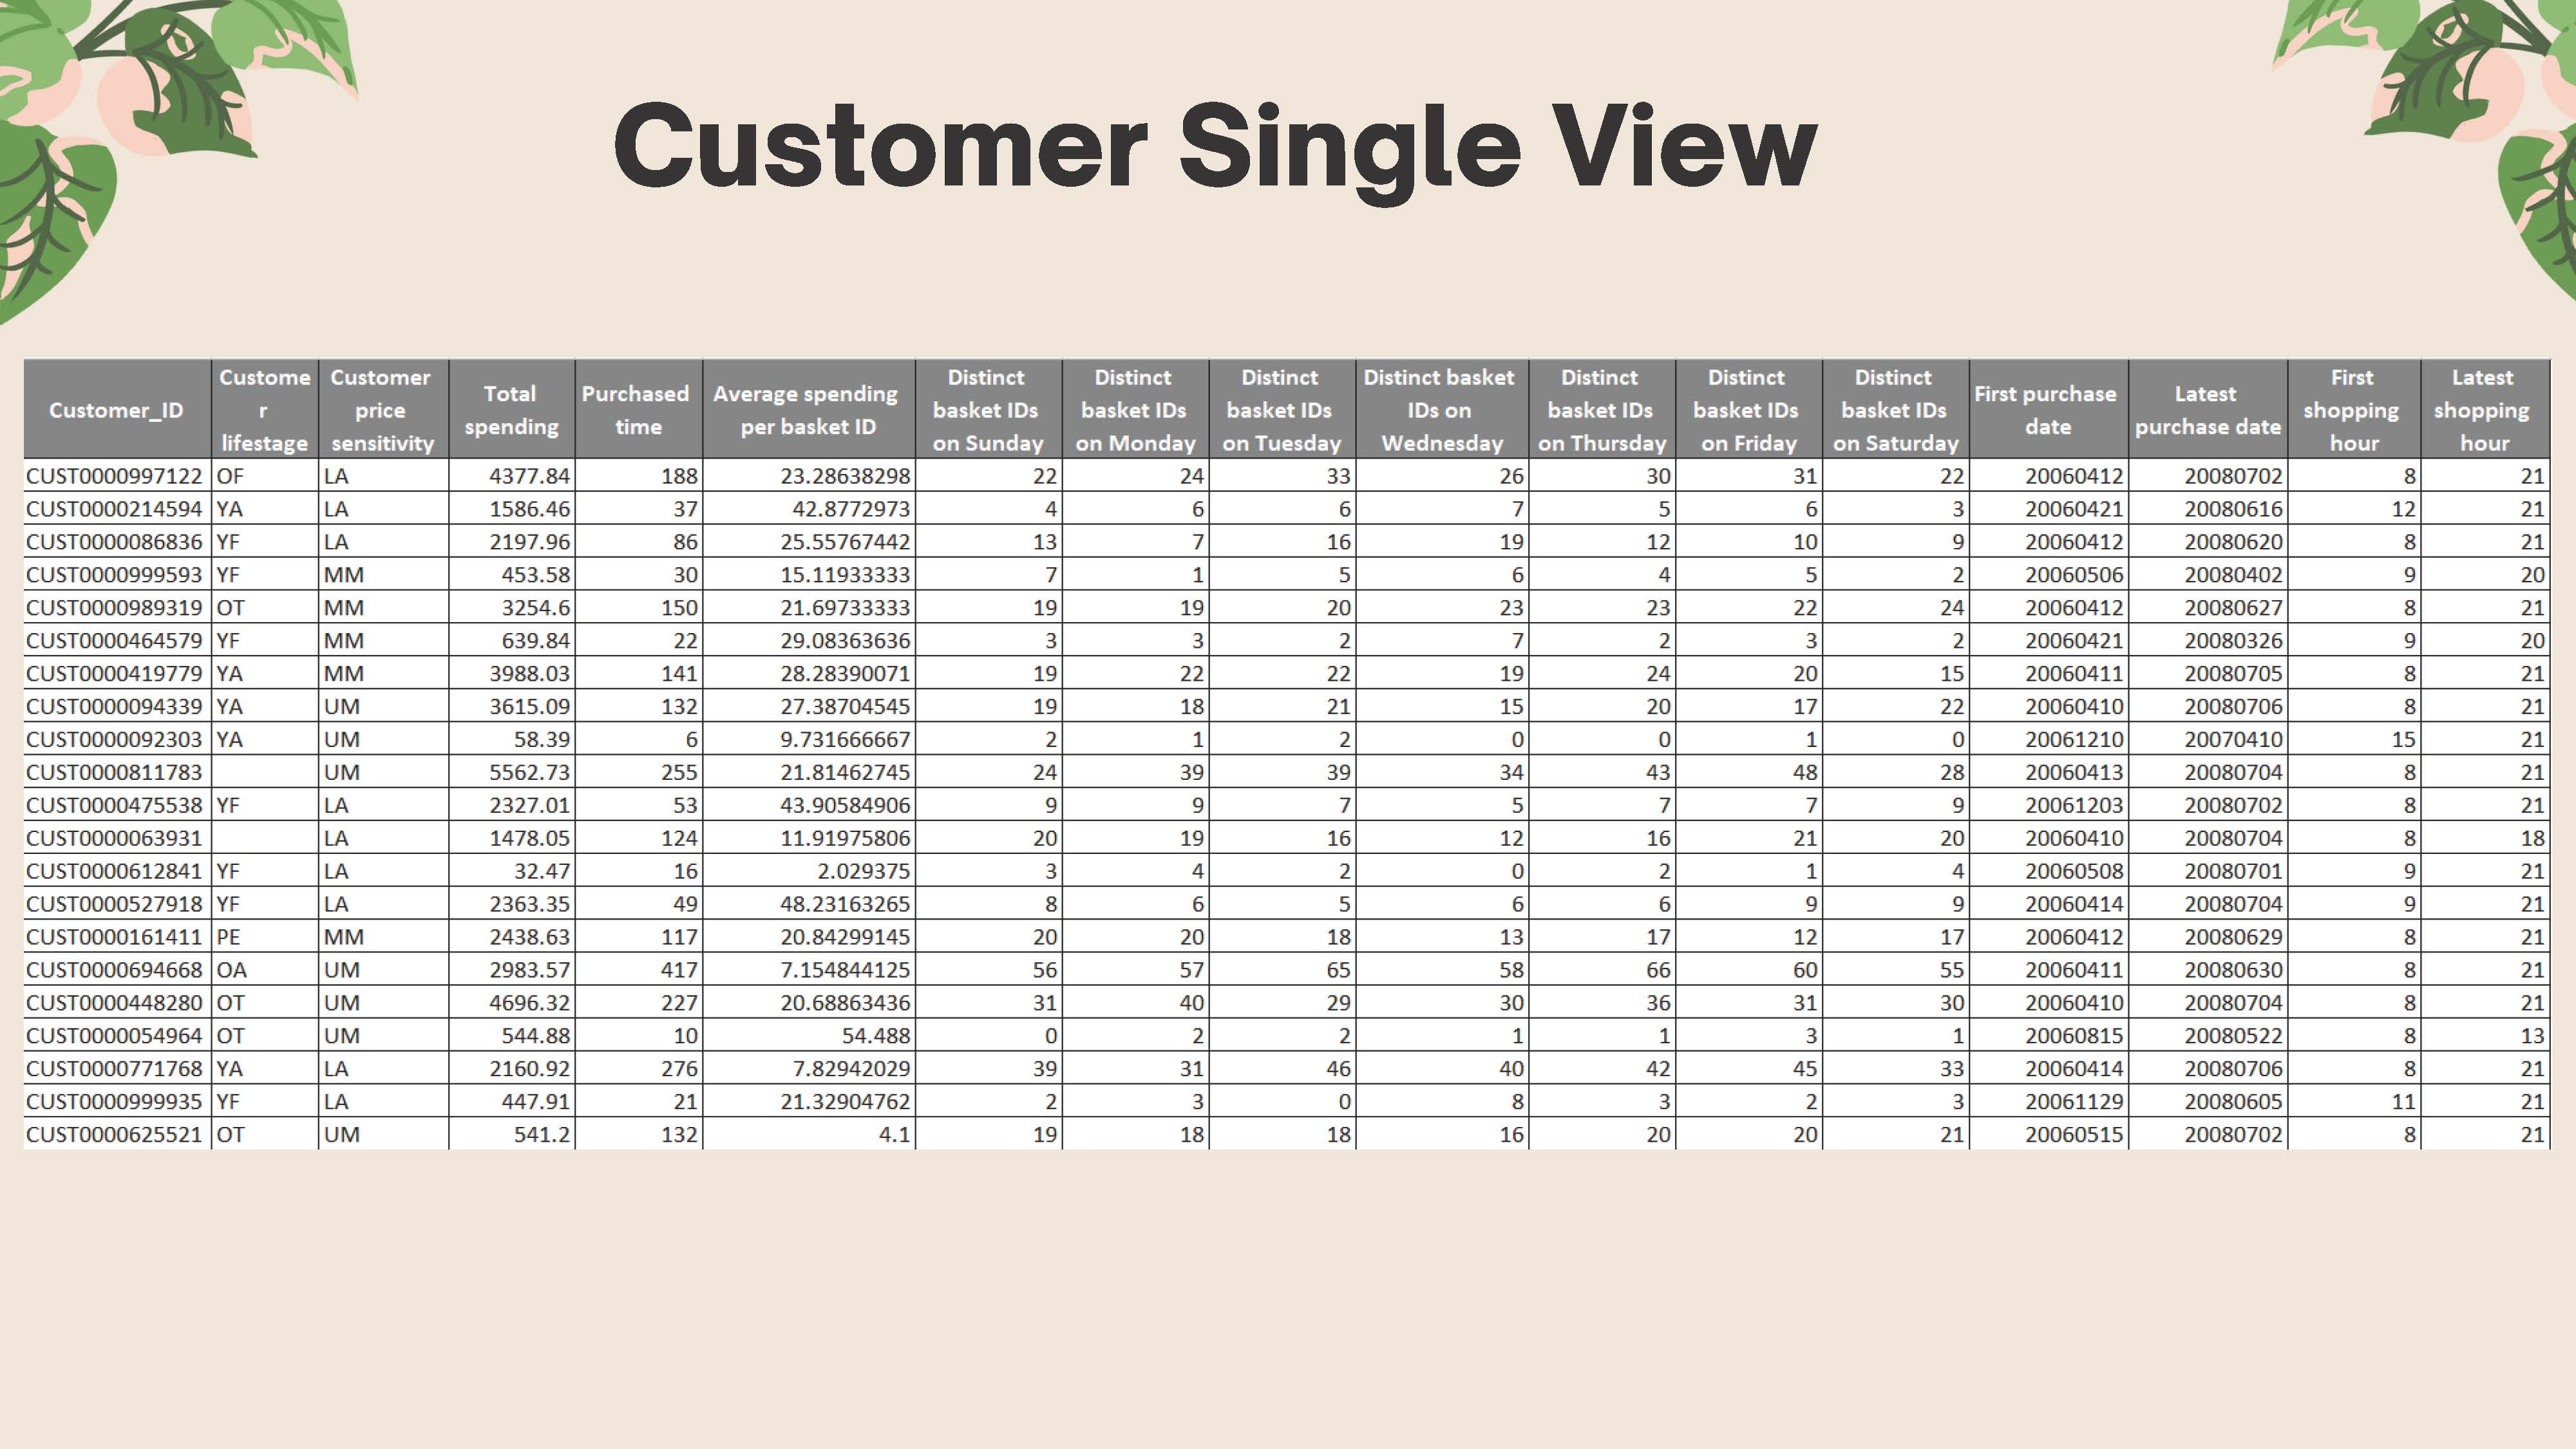 Customer Single View
Customer_ID Custome r lifestage Customer price sensitivity Total spending Purchased time Average spending per basket ID Distinct basket IDs on Sunday Distinct basket IDs on Monday Distinct basket IDs on Tuesday Distinct basket IDs on Wednesday Distinct basket IDs on Thursday Distinct basket IDs on Friday Distinct basket IDs on Saturday First purchase date Latest purchase date First shopping hour Latest shopping hour
CUST0000997122 OF LA 4377.84 188 23.28638298 22 24 33 26 30 31 22 20060412 20080702 8 21
CUST0000214594 YA LA 1586.46 37 42.8772973 4 6 6 7 5 6 3 20060421 20080616 12 21
CUST0000086836 YF LA 2197.96 86 25.55767442 13 7 16 19 12 10 9 20060412 20080620 8 21
CUST0000999593 YF MM 453.58 30 15.11933333 7 1 5 6 4 5 2 20060506 20080402 9 20
CUST0000989319 OT MM 3254.6 150 21.69733333 19 19 20 23 23 22 24 20060412 20080627 8 21
CUST0000464579 YF MM 639.84 22 29.08363636 3 3 2 7 2 3 2 20060421 20080326 9 20
CUST0000419779 YA MM 3988.03 141 28.28390071 19 22 22 19 24 20 15 20060411 20080705 8 21
CUST0000094339 YA UM 3615.09 132 27.38704545 19 18 21 15 20 17 22 20060410 20080706 8 21
CUST0000092303 YA UM 58.39 6 9.731666667 2 1 2 0 0 1 0 20061210 20070410 15 21
CUST0000811783 UM 5562.73 255 21.81462745 24 39 39 34 43 48 28 20060413 20080704 8 21
CUST0000475538 YF LA 2327.01 53 43.90584906 9 9 7 5 7 7 9 20061203 20080702 8 21
CUST0000063931 LA 1478.05 124 11.91975806 20 19 16 12 16 21 20 20060410 20080704 8 18
CUST0000612841 YF LA 32.47 16 2.029375 3 4 2 0 2 1 4 20060508 20080701 9 21
CUST0000527918 YF LA 2363.35 49 48.23163265 8 6 5 6 6 9 9 20060414 20080704 9 21
CUST0000161411 PE MM 2438.63 117 20.84299145 20 20 18 13 17 12 17 20060412 20080629 8 21
CUST0000694668 OA UM 2983.57 417 7.154844125 56 57 65 58 66 60 55 20060411 20080630 8 21
CUST0000448280 OT UM 4696.32 227 20.68863436 31 40 29 30 36 31 30 20060410 20080704 8 21
CUST0000054964 OT UM 544.88 10 54.488 0 2 2 1 1 3 1 20060815 20080522 8 13
CUST0000771768 YA LA 2160.92 276 7.82942029 39 31 46 40 42 45 33 20060414 20080706 8 21
CUST0000999935 YF LA 447.91 21 21.32904762 2 3 0 8 3 2 3 20061129 20080605 11 21
CUST0000625521 OT UM 541.2 132 4.1 19 18 18 16 20 20 21 20060515 20080702 8 21